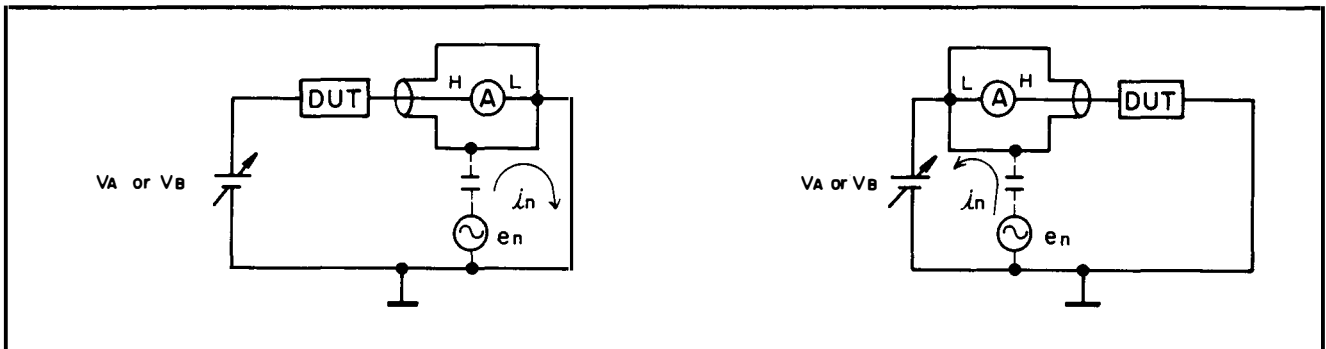 DUT
H
A
L
VA or VB
in
en
L
A
H
DUT
VA or VB
in
en